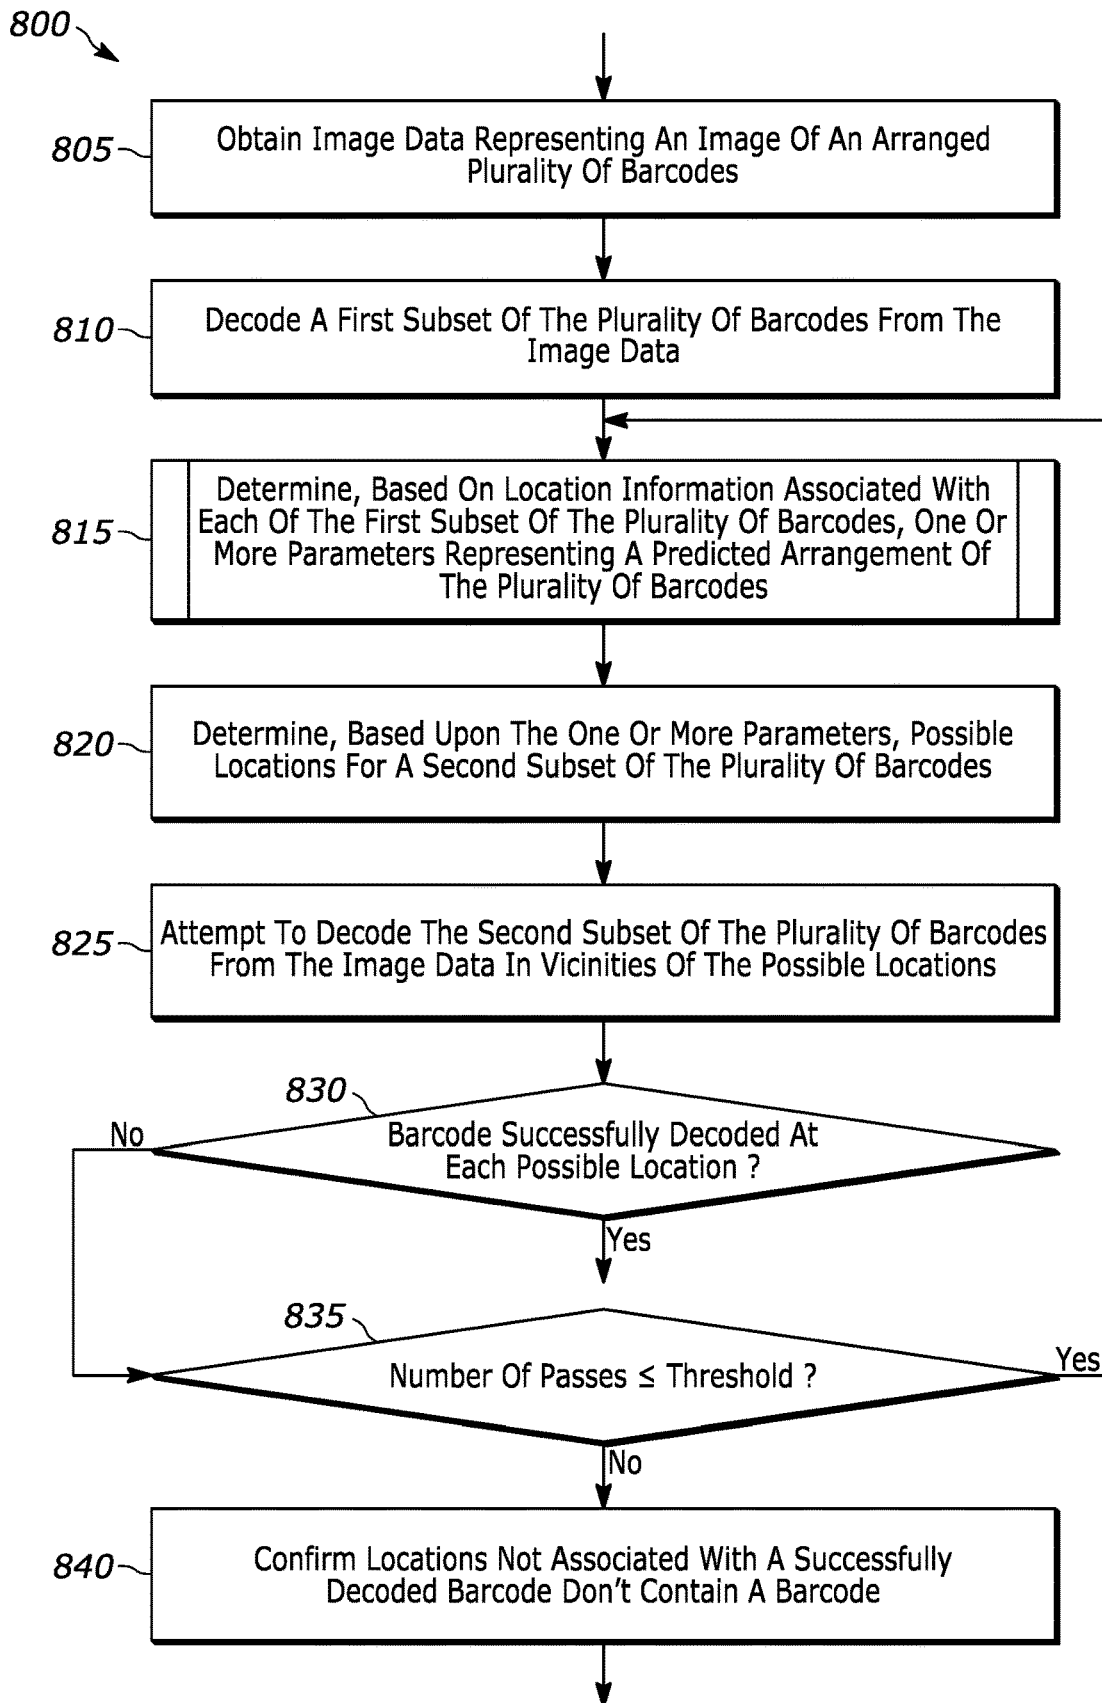 800
805
Obtain Image Data Representing An Image Of An Arranged
Plurality Of Barcodes
810
Decode A First Subset Of The Plurality Of Barcodes From The
Image Data
815
Determine, Based On Location Information Associated With
Each Of The First Subset Of The Plurality Of Barcodes, One Or
More Parameters Representing A Predicted Arrangement Of
The Plurality Of Barcodes
820
Determine, Based Upon The One Or More Parameters, Possible
Locations For A Second Subset Of The Plurality Of Barcodes
825
Attempt To Decode The Second Subset Of The Plurality Of Barcodes
From The Image Data In Vicinities Of The Possible Locations
830
No
Barcode Successfully Decoded At
Each Possible Location ?
Yes
835
Number Of Passes ≤ Threshold ?
Yes
No
840
Confirm Locations Not Associated With A Successfully
Decoded Barcode Don't Contain A Barcode